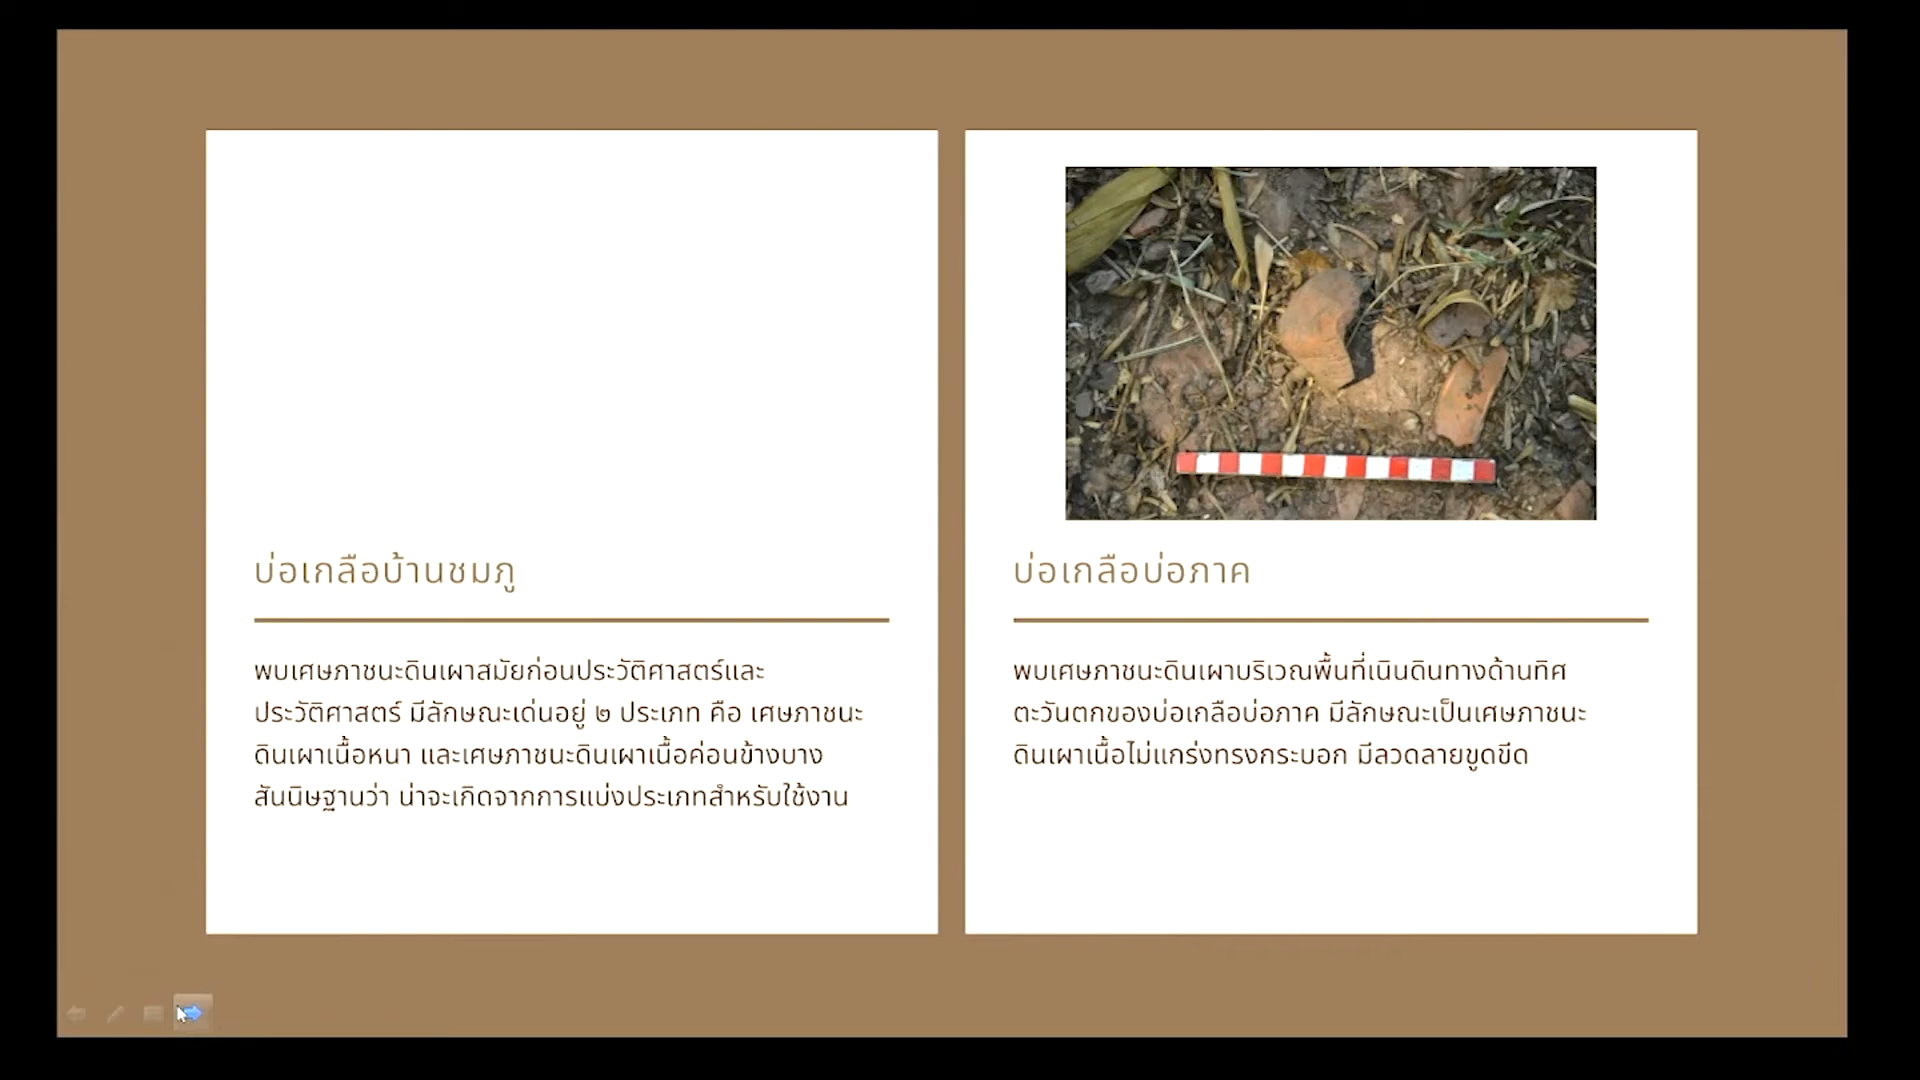 บ่อเกลือบ้านชมภู
พบเศษภาชนะดินเผาสมัยก่อนประวัติศาสตร์และ
ประวัติศาสตร์ มีลักษณะเด่นอยู่ ๒ ประเภท คือ เศษภาชนะ
ดินเผาเนื้อหนา และเศษภาชนะดินเผาเนื้อค่อนข้างบาง
สันนิษฐานว่า น่าจะเกิดจากการแบ่งประเภทสำหรับใช้งาน
บ่อเกลือบ่อภาค
พบเศษภาชนะดินเผาบริเวณพื้นที่เนินดินทางด้านทิศ
ตะวันตกของบ่อเกลือบ่อภาค มีลักษณะเป็นเศษภาชนะ
ดินเผาเนื้อไม่แกร่งทรงกระบอก มีลวดลายขูดขีด